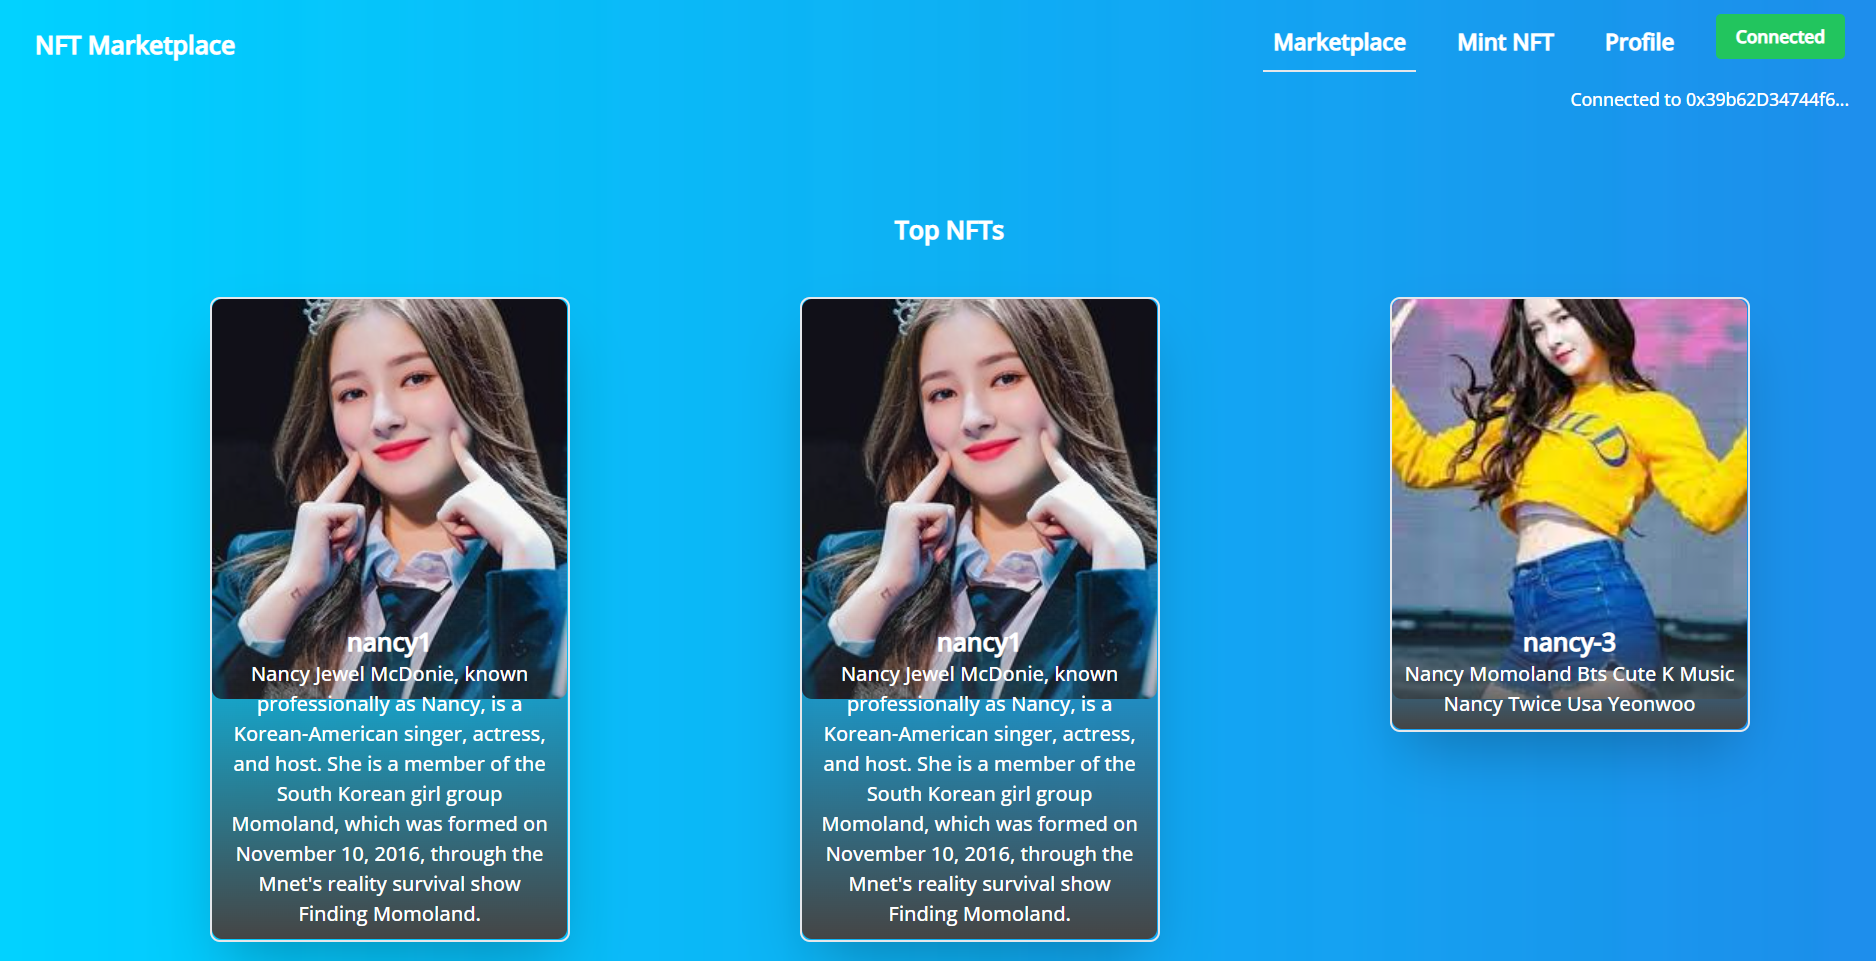 NFT Marketplace
Marketplace
Mint NFT
Profile
Connected
Connected to 0x39b62D34744f6...
Top NFTs
nancy1
Nancy Jewel McDonie, known
professionally as Nancy, is a
Korean-American singer, actress,
and host. She is a member of the
South Korean girl group
Momoland, which was formed on
November 10, 2016, through the
Mnet's reality survival show
Finding Momoland.
nancy1
Nancy Jewel McDonie, known
professionally as Nancy, is a
Korean-American singer, actress,
and host. She is a member of the
South Korean girl group
Momoland, which was formed on
November 10, 2016, through the
Mnet's reality survival show
Finding Momoland.
nancy-3
Nancy Momoland Bts Cute K Music
Nancy Twice Usa Yeonwoo